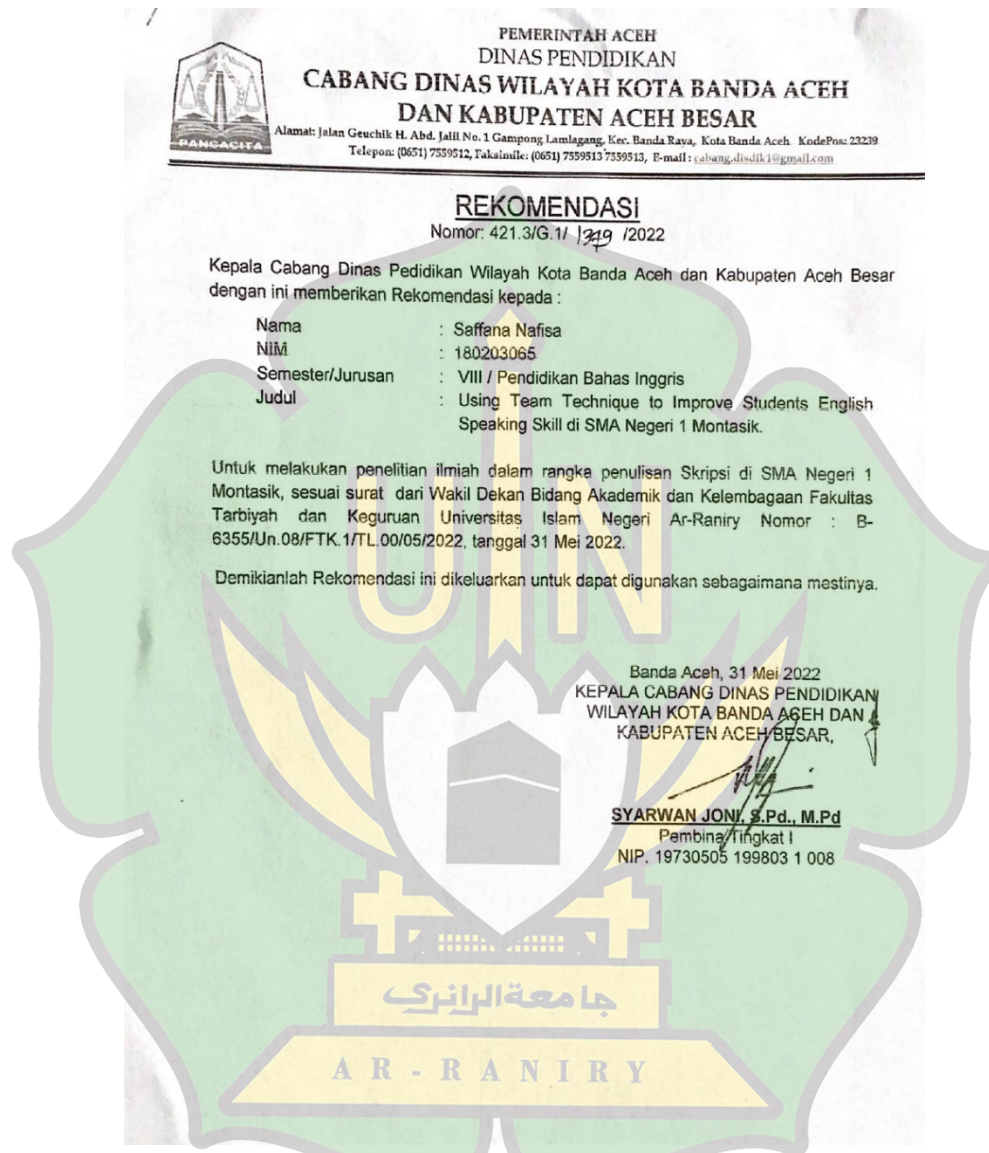 PEMERINTAH ACEH
DINAS PENDIDIKAN
CABANG DINAS WILAYAH KOTA BANDA ACEH
DAN KABUPATEN ACEH BESAR
Alamat: Jalan Geuchik H. Abd. Jalil No. 1 Gampong Lamlagang, Kec. Banda Raya, Kota Banda Aceh KodePos: 23239
Telepon: (0651) 7559512, Faksimile: (0651) 7559513 7559513, E-mail : cabang.disdik1@gmail.com
PANCACITA
REKOMENDASI
Nomor: 421.3/G.1/ 1349 /2022
Kepala Cabang Dinas Pedidikan Wilayah Kota Banda Aceh dan Kabupaten Aceh Besar
dengan ini memberikan Rekomendasi kepada :
Nama : Saffana Nafisa
NIM : 180203065
Semester/Jurusan : VIII / Pendidikan Bahas Inggris
Judul : Using Team Technique to Improve Students English
Speaking Skill di SMA Negeri 1 Montasik.
Untuk melakukan penelitian ilmiah dalam rangka penulisan Skripsi di SMA Negeri 1
Montasik, sesuai surat dari Wakil Dekan Bidang Akademik dan Kelembagaan Fakultas
Tarbiyah dan Keguruan Universitas Islam Negeri Ar-Raniry Nomor : B-
6355/Un.08/FTK.1/TL.00/05/2022, tanggal 31 Mei 2022.
Demikianlah Rekomendasi ini dikeluarkan untuk dapat digunakan sebagaimana mestinya.
Banda Aceh, 31 Mei 2022
KEPALA CABANG DINAS PENDIDIKAN
WILAYAH KOTA BANDA ACEH DAN
KABUPATEN ACEH BESAR,
SYARWAN JONI, S.Pd., M.Pd
Pembina Tingkat I
NIP. 19730505 199803 1 008
UIN
جامعةالرانري
AR-RANIRY